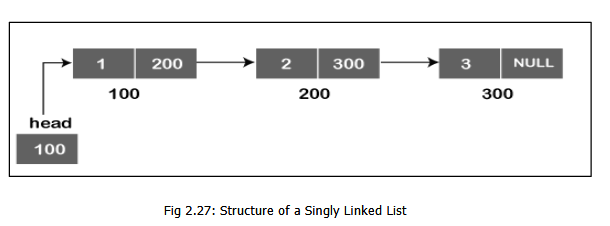 1 200 2 300 3 NULL
100 200 300
head
100
Fig 2.27: Structure of a Singly Linked List